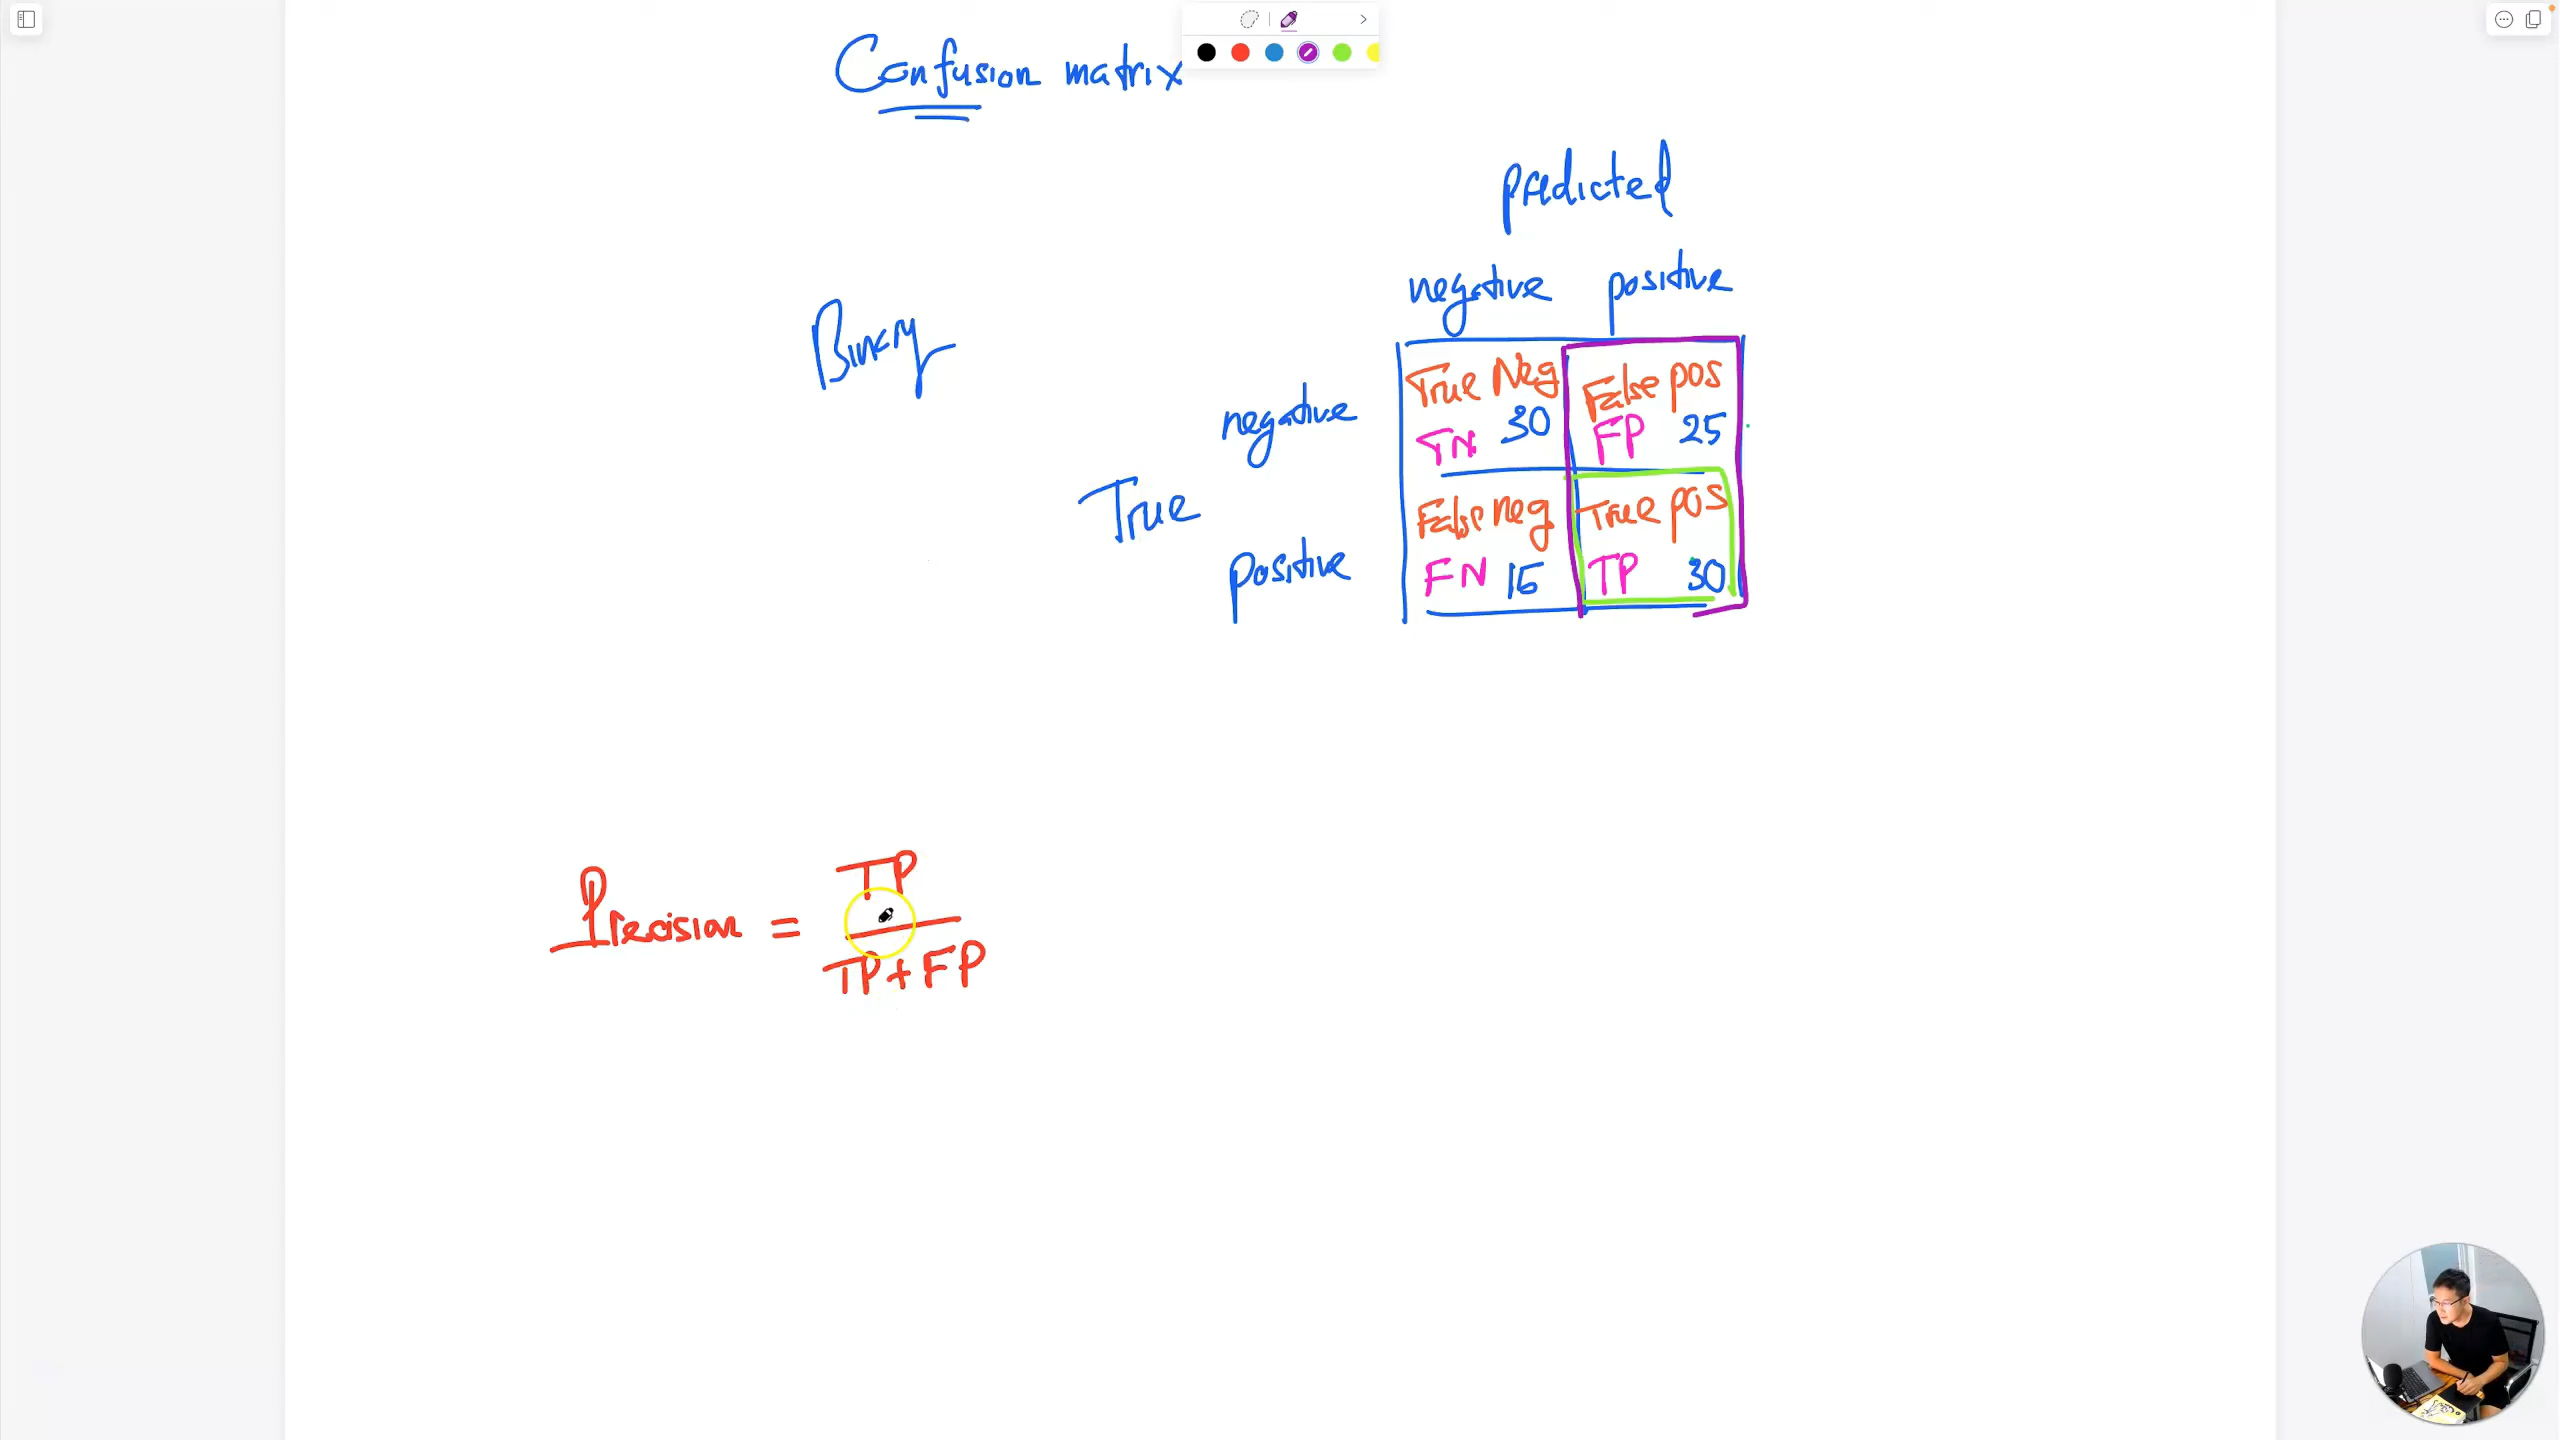 Confusion matrix
predicted
negative positive
Binary
True Neg False pos
negative
TN 30 FP 25
True
False neg True pos
positive
FN 15 TP 30
TP
Precision =
TP + FP